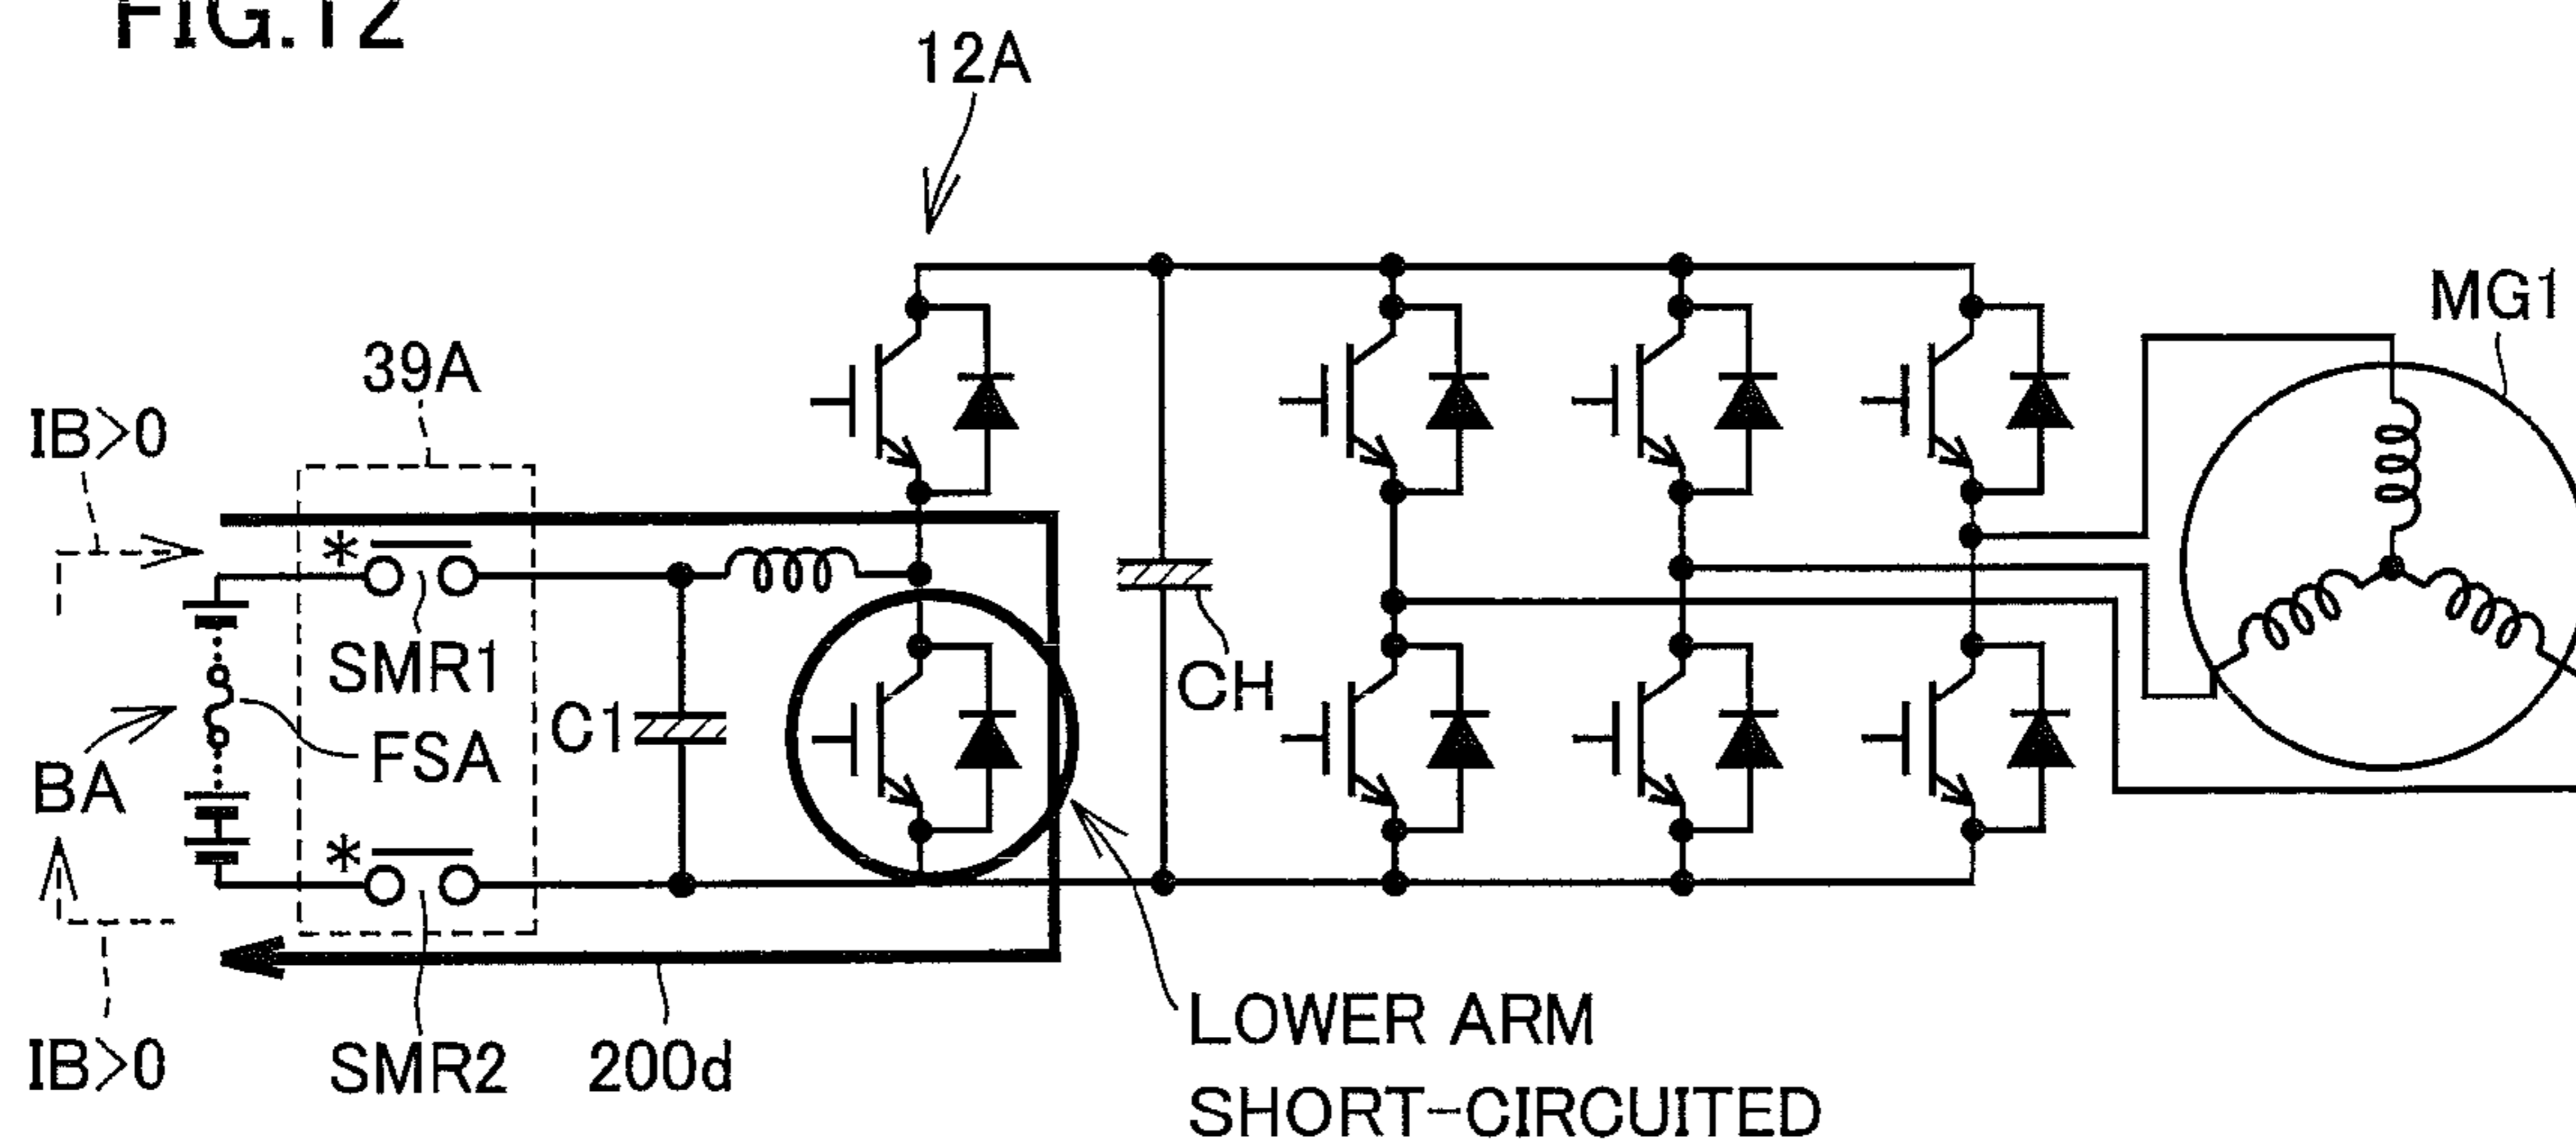 FIG.12
12A
MG1
39A
IB>0
*
SMR1
CH
C1
FSA
BA
*
LOWER ARM
SHORT-CIRCUITED
IB>0
SMR2
200d